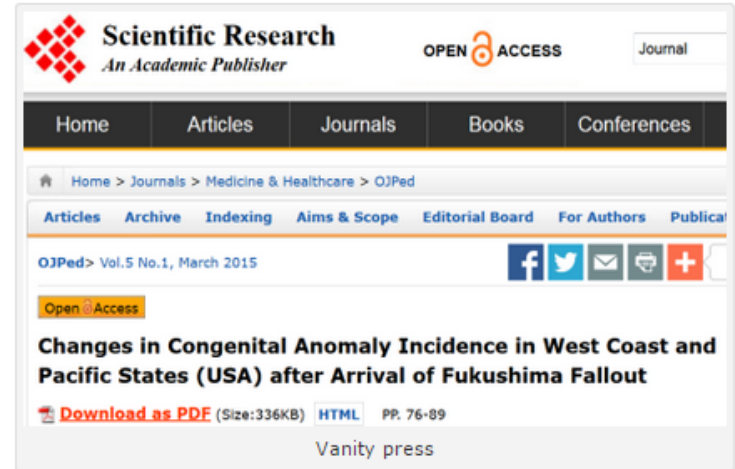 Scientific Research
An Academic Publisher
OPEN ACCESS
Journal
Home Articles Journals Books Conferences
Home > Journals > Medicine & Healthcare > OJPed
Articles Archive Indexing Aims & Scope Editorial Board For Authors Publicat
OJPed> Vol.5 No.1, March 2015
Open Access
Changes in Congenital Anomaly Incidence in West Coast and
Pacific States (USA) after Arrival of Fukushima Fallout
Download as PDF (Size:336KB) HTML PP. 76-89
Vanity press